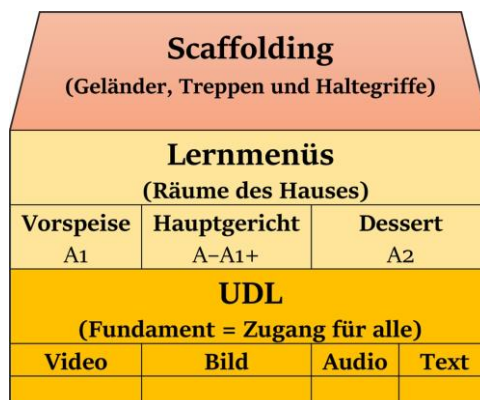 Scaffolding
(Geländer, Treppen und Haltegriffe)
Lernmenüs
(Räume des Hauses)
Vorspeise Hauptgericht Dessert
A1 A–A1+ A2
UDL
(Fundament = Zugang für alle)
Video Bild Audio Text